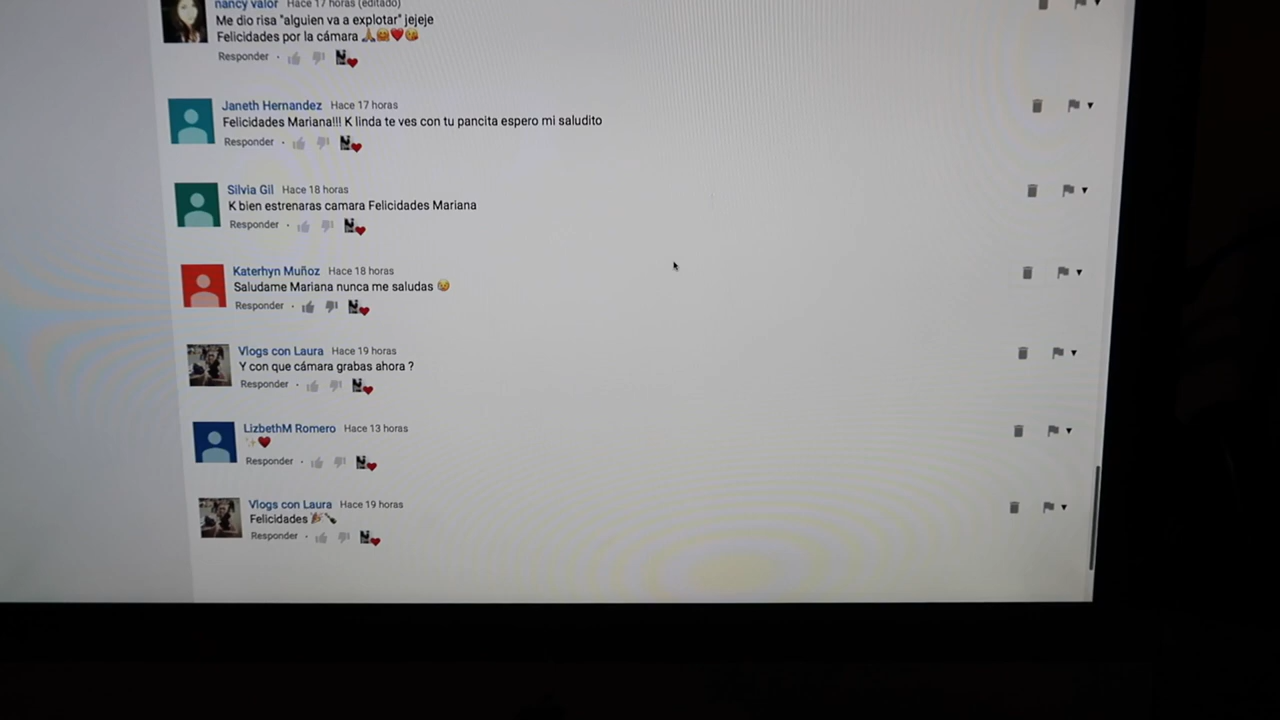 nancy valor Hace 17 horas (editado)
Me dio risa "alguien va a explotar" jejeje
Felicidades por la cámara 🙏🤗❤️😘
Responder ·
Janeth Hernandez Hace 17 horas
Felicidades Mariana!!! K linda te ves con tu pancita espero mi saludito
Responder ·
Silvia Gil Hace 18 horas
K bien estrenaras camara Felicidades Mariana
Responder ·
Katerhyn Muñoz Hace 18 horas
Saludame Mariana nunca me saludas 😢
Responder ·
Vlogs con Laura Hace 19 horas
Y con que cámara grabas ahora ?
Responder ·
LizbethM Romero Hace 13 horas
✨❤️
Responder ·
Vlogs con Laura Hace 19 horas
Felicidades 🎉🍾
Responder ·